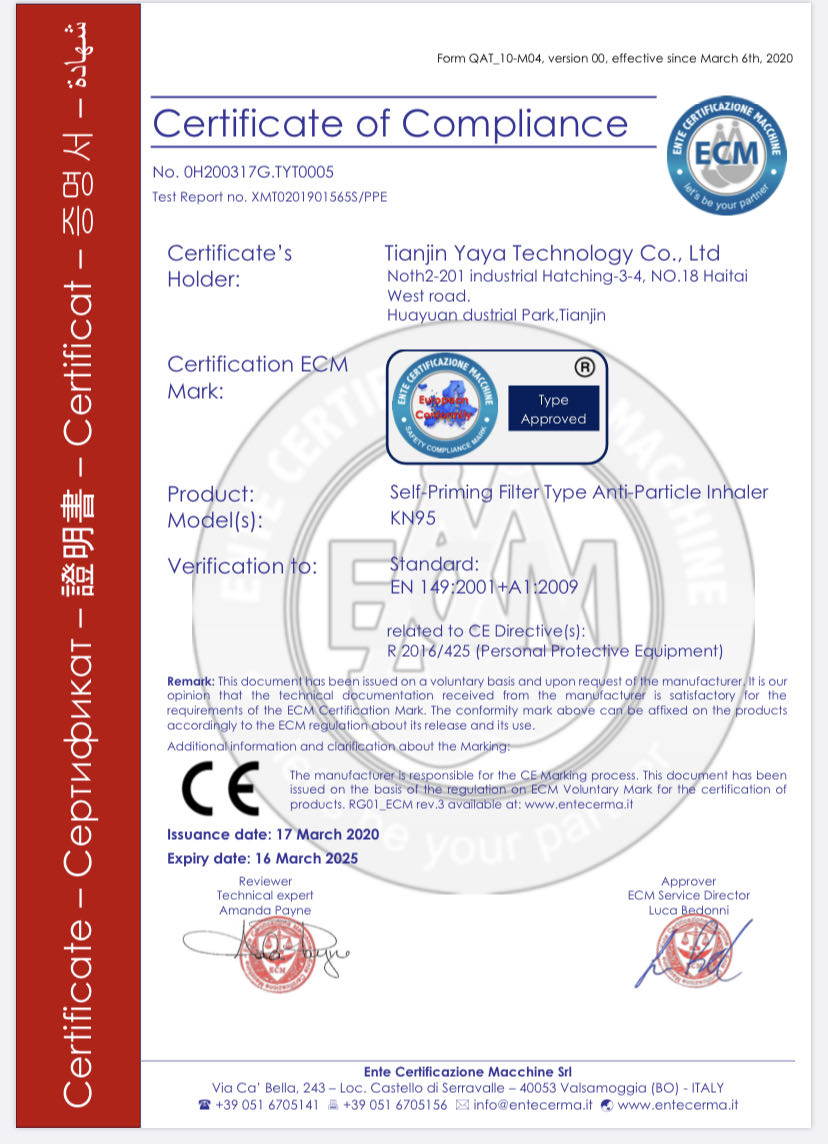 Form QAT_10-M04, version 00, effective since March 6th, 2020
Certificate – Сертификат – 證明書 – Certificat – 증명서 – شهادة
Certificate of Compliance
ENTE CERTIFICAZIONE MACCHINE
ECM
let's be your partner
No. 0H200317G.TYT0005
Test Report no. XMT0201901565S/PPE
Certificate's
Holder:
Tianjin Yaya Technology Co., Ltd
Noth2-201 industrial Hatching-3-4, NO.18 Haitai
West road.
Huayuan dustrial Park,Tianjin
Certification ECM
Mark:
ENTE CERTIFICAZIONE MACCHINE
European
Conformity
SAFETY COMPLIANCE MARK
®
Type
Approved
Product:
Self-Priming Filter Type Anti-Particle Inhaler
Model(s):
KN95
Verification to:
Standard:
EN 149:2001+A1:2009
related to CE Directive(s):
R 2016/425 (Personal Protective Equipment)
Remark: This document has been issued on a voluntary basis and upon request of the manufacturer. It is our
opinion that the technical documentation received from the manufacturer is satisfactory for the
requirements of the ECM Certification Mark. The conformity mark above can be affixed on the products
accordingly to the ECM regulation about its release and its use.
Additional information and clarification about the Marking:
CE
The manufacturer is responsible for the CE Marking process. This document has been
issued on the basis of the regulation on ECM Voluntary Mark for the certification of
products. RG01_ECM rev.3 available at: www.entecerma.it
Issuance date: 17 March 2020
Expiry date: 16 March 2025
Reviewer
Technical expert
Amanda Payne
Approver
ECM Service Director
Luca Bedonni
ECM
ECM
ENTE CERTIFICAZIONE MACCHINE
ECM
let's be your partner
Ente Certificazione Macchine Srl
Via Ca' Bella, 243 – Loc. Castello di Serravalle – 40053 Valsamoggia (BO) - ITALY
☎ +39 051 6705141 📠 +39 051 6705156 ✉ info@entecerma.it www.entecerma.it